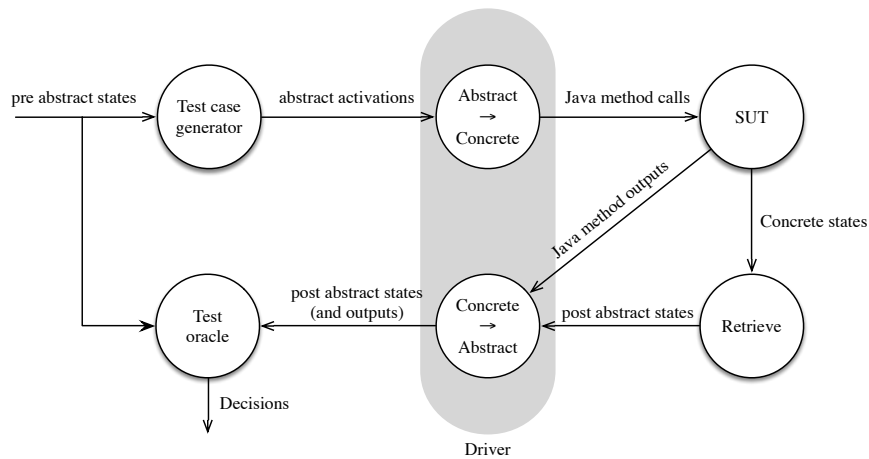 pre abstract states
Test case
generator
abstract activations
Abstract
→
Concrete
Java method calls
SUT
Java method outputs
Concrete states
Test
oracle
post abstract states
(and outputs)
Concrete
→
Abstract
post abstract states
Retrieve
Decisions
Driver